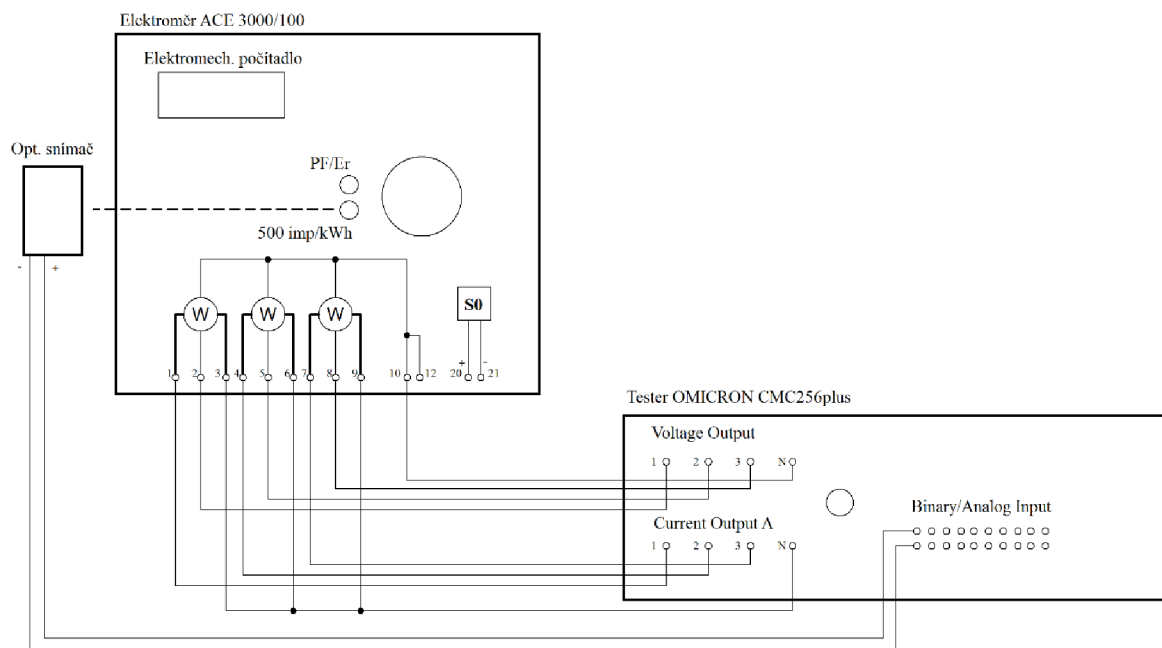 Elektroměr ACE 3000/100
Elektromech. počítadlo
Opt. snímač
PF/Er
500 imp/kWh
- +
W W W
S0
+ -
1 2 3 4 5 6 7 8 9 10 12 20 21
Tester OMICRON CMC256plus
Voltage Output
1 2 3 N
Binary/Analog Input
Current Output A
1 2 3 N